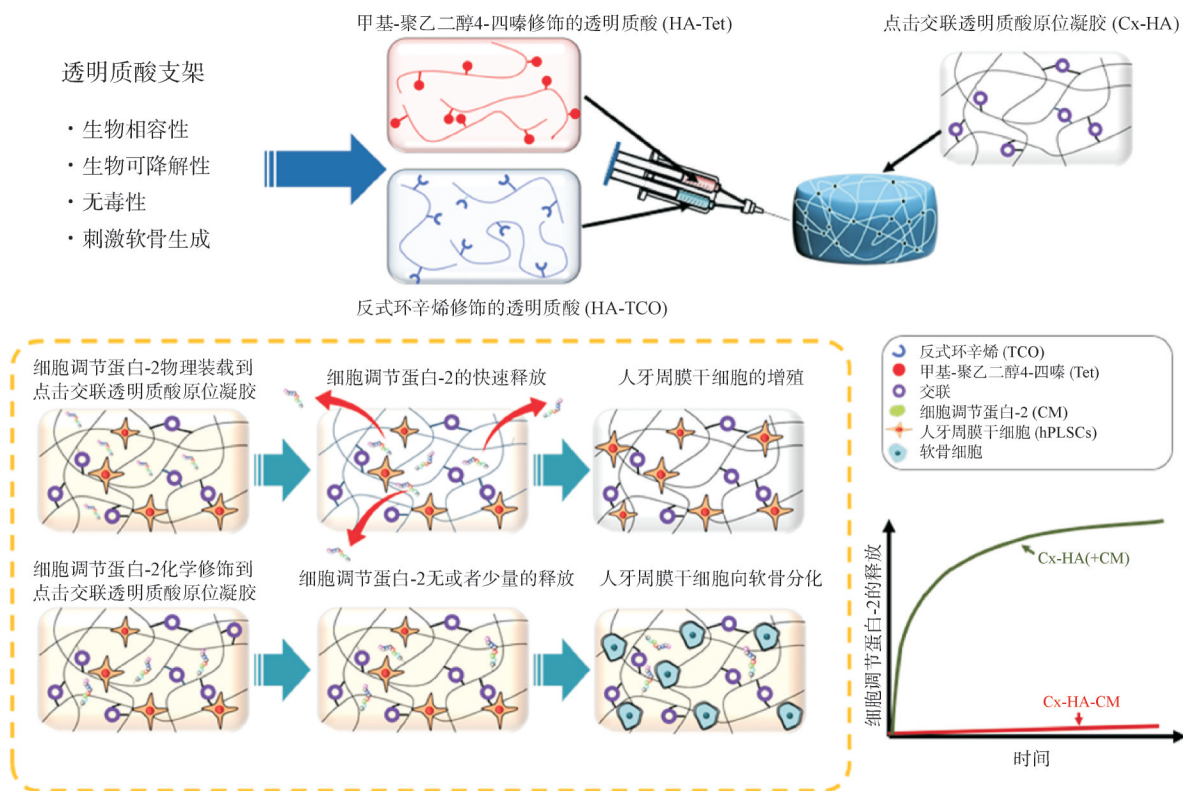 甲基-聚乙二醇4-四嗪修饰的透明质酸 (HA-Tet)
点击交联透明质酸原位凝胶 (Cx-HA)
透明质酸支架
· 生物相容性
· 生物可降解性
· 无毒性
· 刺激软骨生成
反式环辛烯修饰的透明质酸 (HA-TCO)
细胞调节蛋白-2物理装载到
点击交联透明质酸原位凝胶
细胞调节蛋白-2的快速释放
人牙周膜干细胞的增殖
细胞调节蛋白-2化学修饰到
点击交联透明质酸原位凝胶
细胞调节蛋白-2无或者少量的释放
人牙周膜干细胞向软骨分化
反式环辛烯 (TCO)
甲基-聚乙二醇4-四嗪 (Tet)
交联
细胞调节蛋白-2 (CM)
人牙周膜干细胞 (hPLSCs)
软骨细胞
细胞调节蛋白-2的释放
Cx-HA(+CM)
Cx-HA-CM
时间